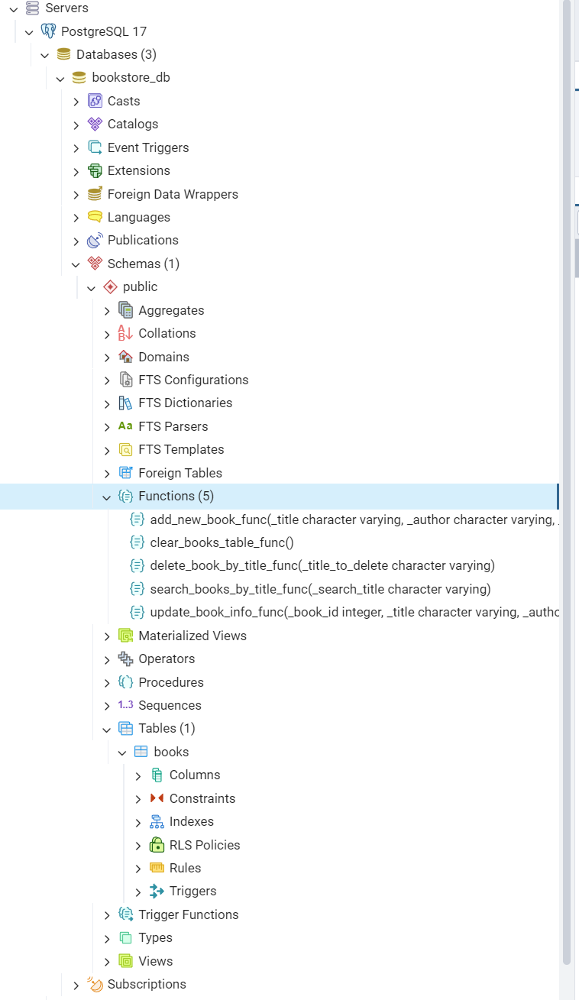 Servers
PostgreSQL 17
Databases (3)
bookstore_db
Casts
Catalogs
Event Triggers
Extensions
Foreign Data Wrappers
Languages
Publications
Schemas (1)
public
Aggregates
Collations
Domains
FTS Configurations
FTS Dictionaries
Aa FTS Parsers
FTS Templates
Foreign Tables
Functions (5)
add_new_book_func(_title character varying, _author character varying, _
clear_books_table_func()
delete_book_by_title_func(_title_to_delete character varying)
search_books_by_title_func(_search_title character varying)
update_book_info_func(_book_id integer, _title character varying, _autho
Materialized Views
Operators
Procedures
1..3 Sequences
Tables (1)
books
Columns
Constraints
Indexes
RLS Policies
Rules
Triggers
Trigger Functions
Types
Views
Subscriptions